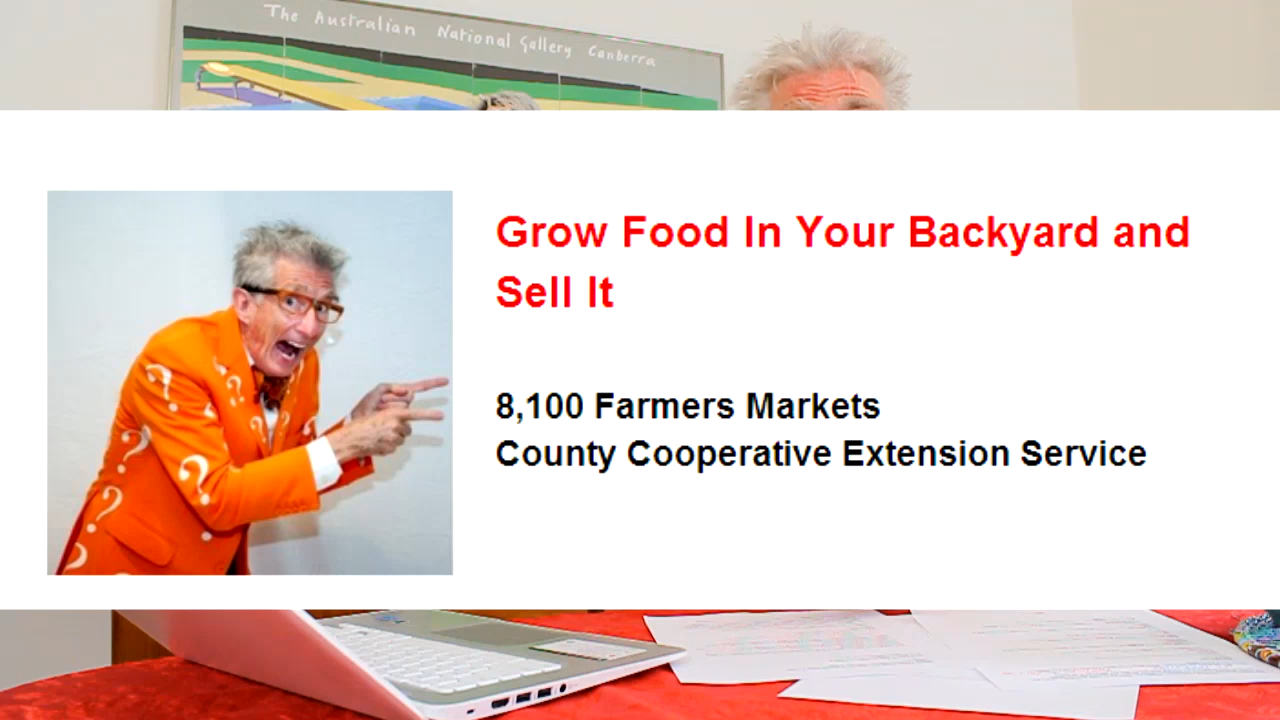 The Australian National Gallery Canberra
Grow Food In Your Backyard and
Sell It
8,100 Farmers Markets
County Cooperative Extension Service